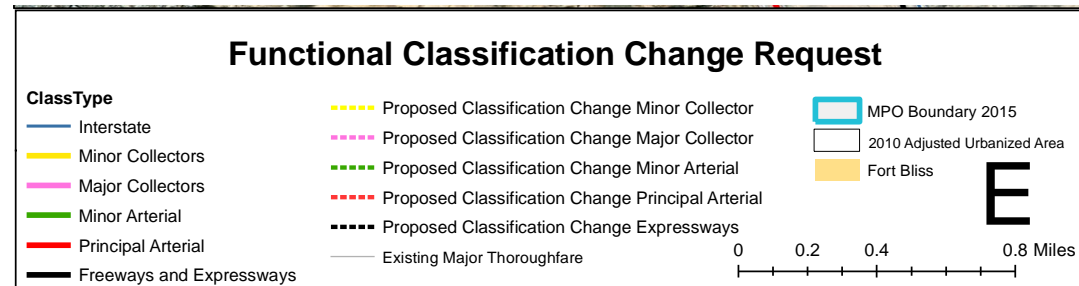 Functional Classification Change Request
ClassType
Interstate
Minor Collectors
Major Collectors
Minor Arterial
Principal Arterial
Freeways and Expressways
Proposed Classification Change Minor Collector
Proposed Classification Change Major Collector
Proposed Classification Change Minor Arterial
Proposed Classification Change Principal Arterial
Proposed Classification Change Expressways
Existing Major Thoroughfare
MPO Boundary 2015
2010 Adjusted Urbanized Area
Fort Bliss
E
0 0.2 0.4 0.8 Miles